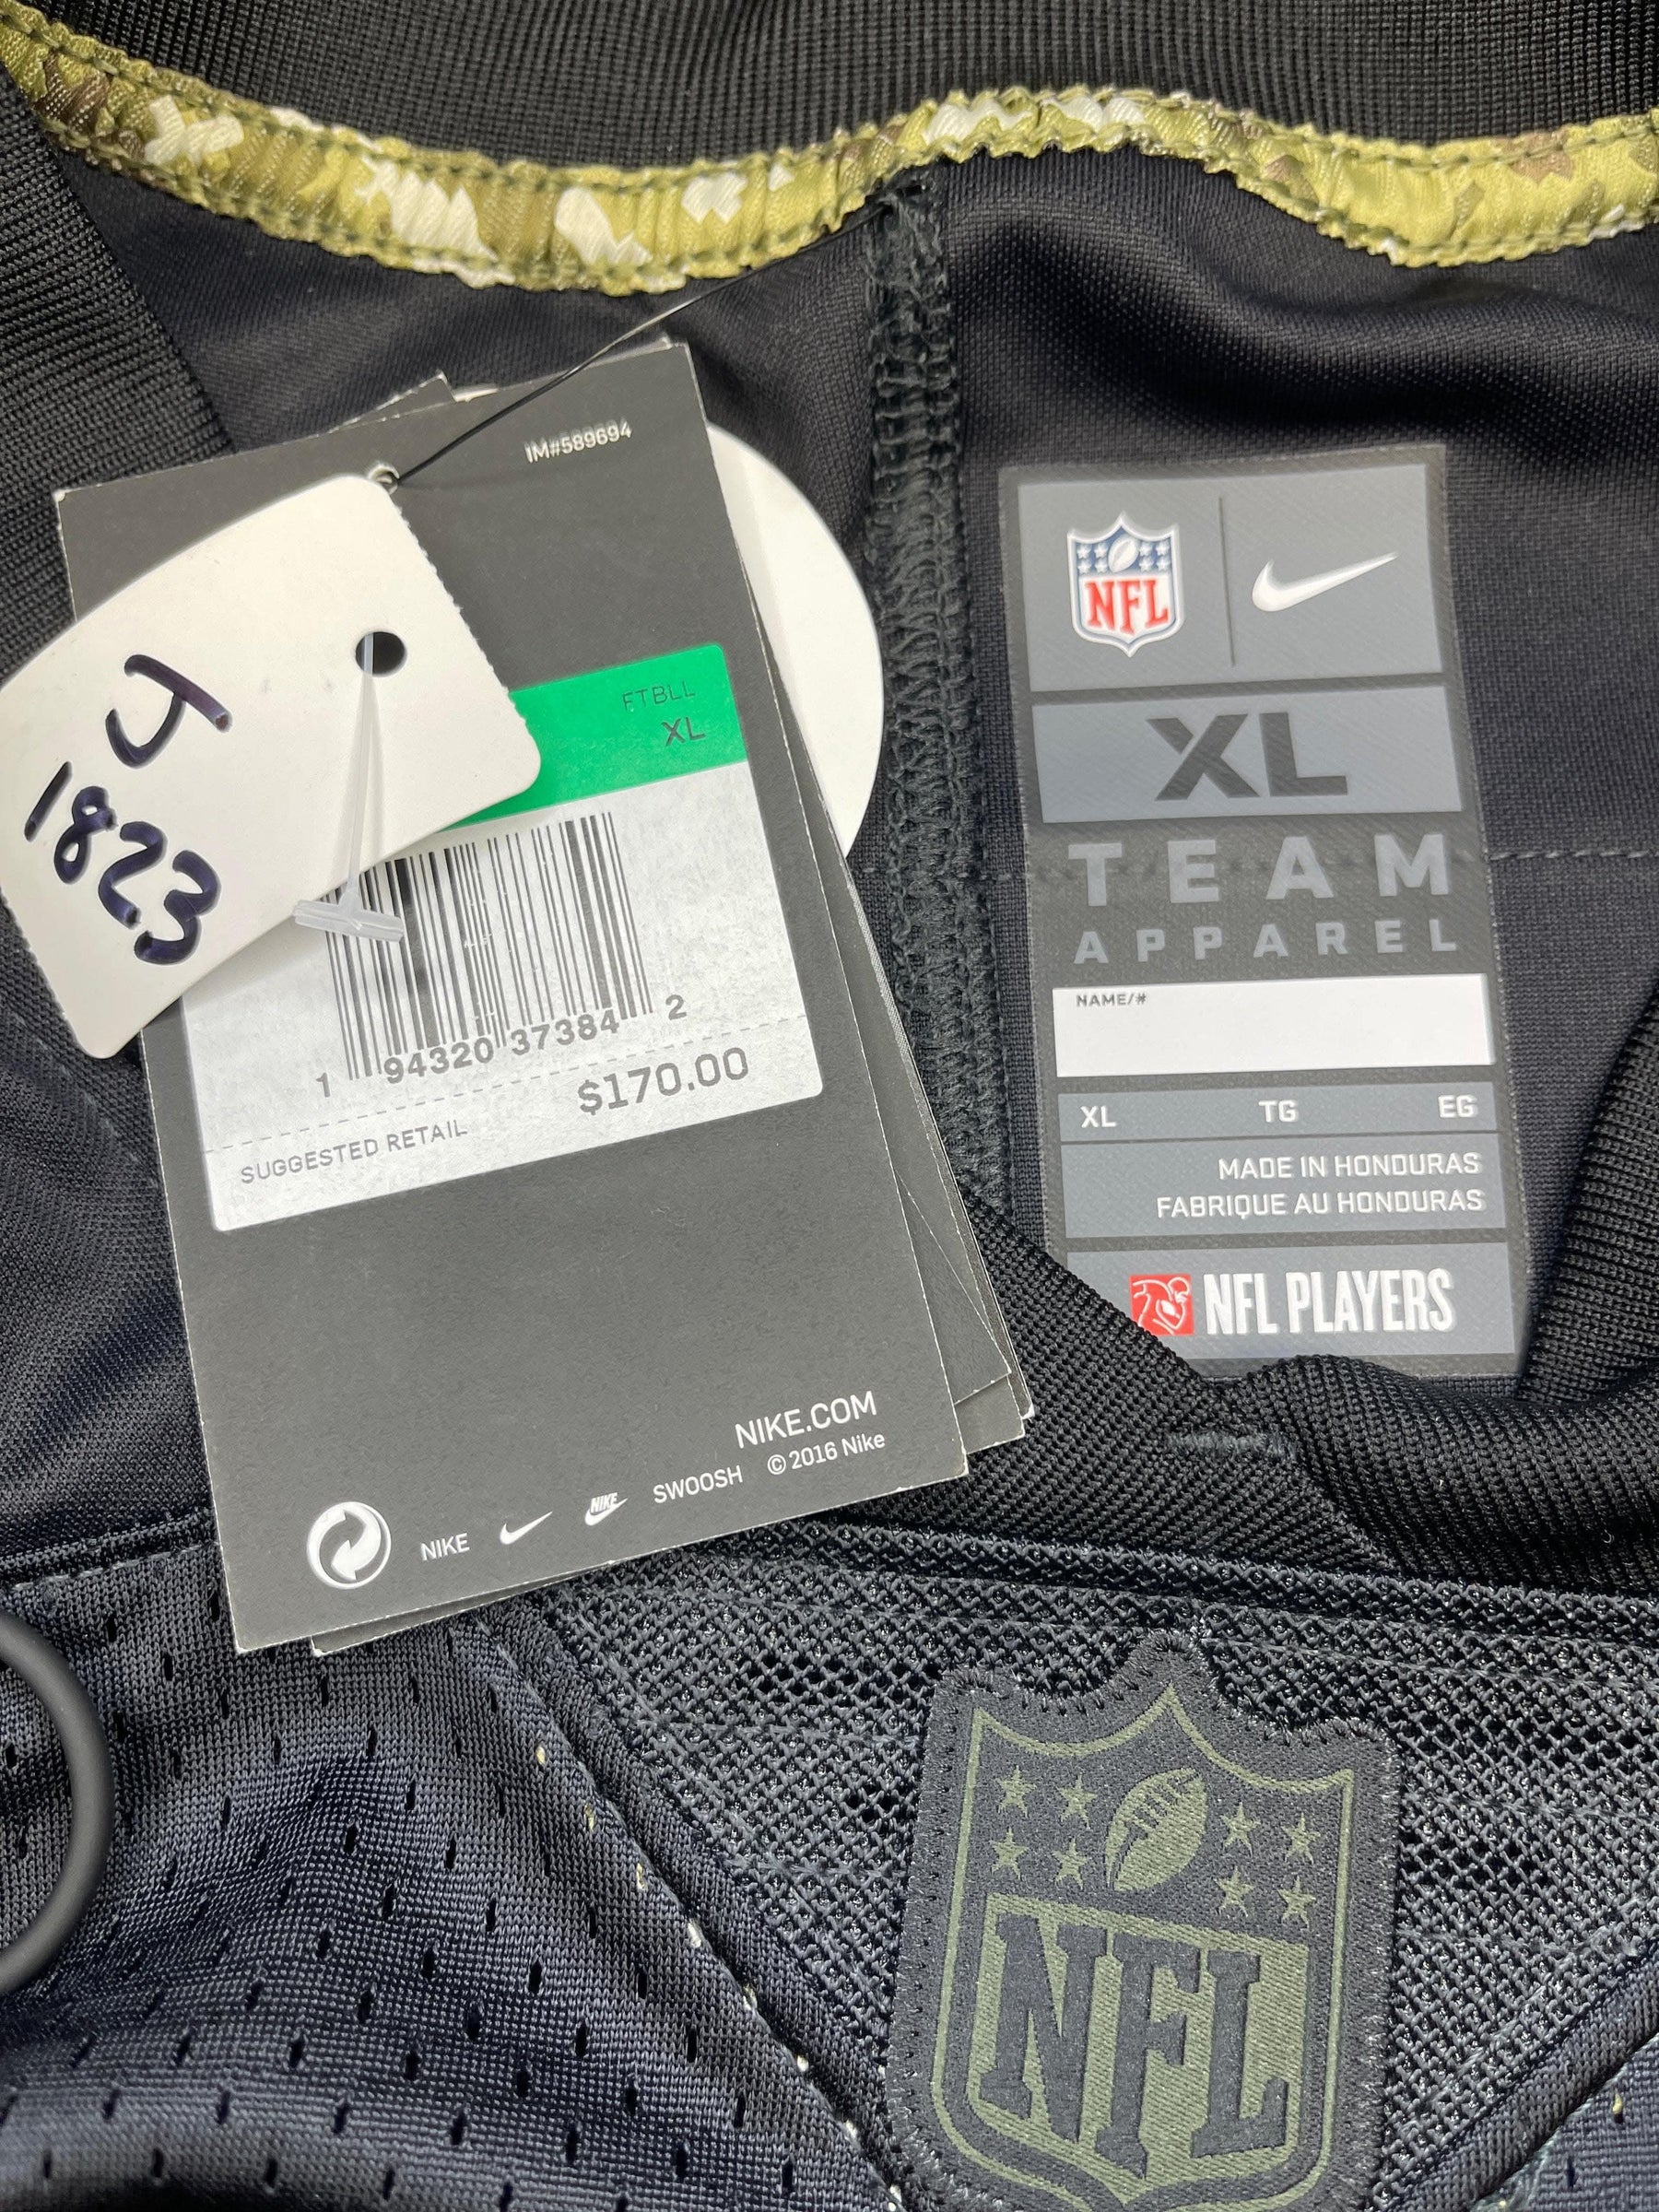 IM#589694
J
1823
FTBLL
XL
1 94320 37384 2
SUGGESTED RETAIL $170.00
NIKE.COM
NIKE NIKE SWOOSH © 2016 Nike
NFL
XL
TEAM
APPAREL
NAME/#
XL TG EG
MADE IN HONDURAS
FABRIQUE AU HONDURAS
NFL PLAYERS
NFL